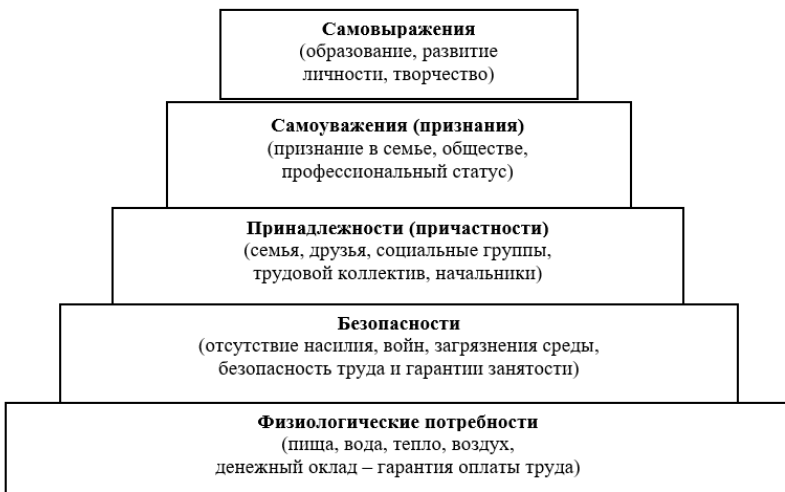 Самовыражения
(образование, развитие
личности, творчество)
Самоуважения (признания)
(признание в семье, обществе,
профессиональный статус)
Принадлежности (причастности)
(семья, друзья, социальные группы,
трудовой коллектив, начальники)
Безопасности
(отсутствие насилия, войн, загрязнения среды,
безопасность труда и гарантии занятости)
Физиологические потребности
(пища, вода, тепло, воздух,
денежный оклад – гарантия оплаты труда)